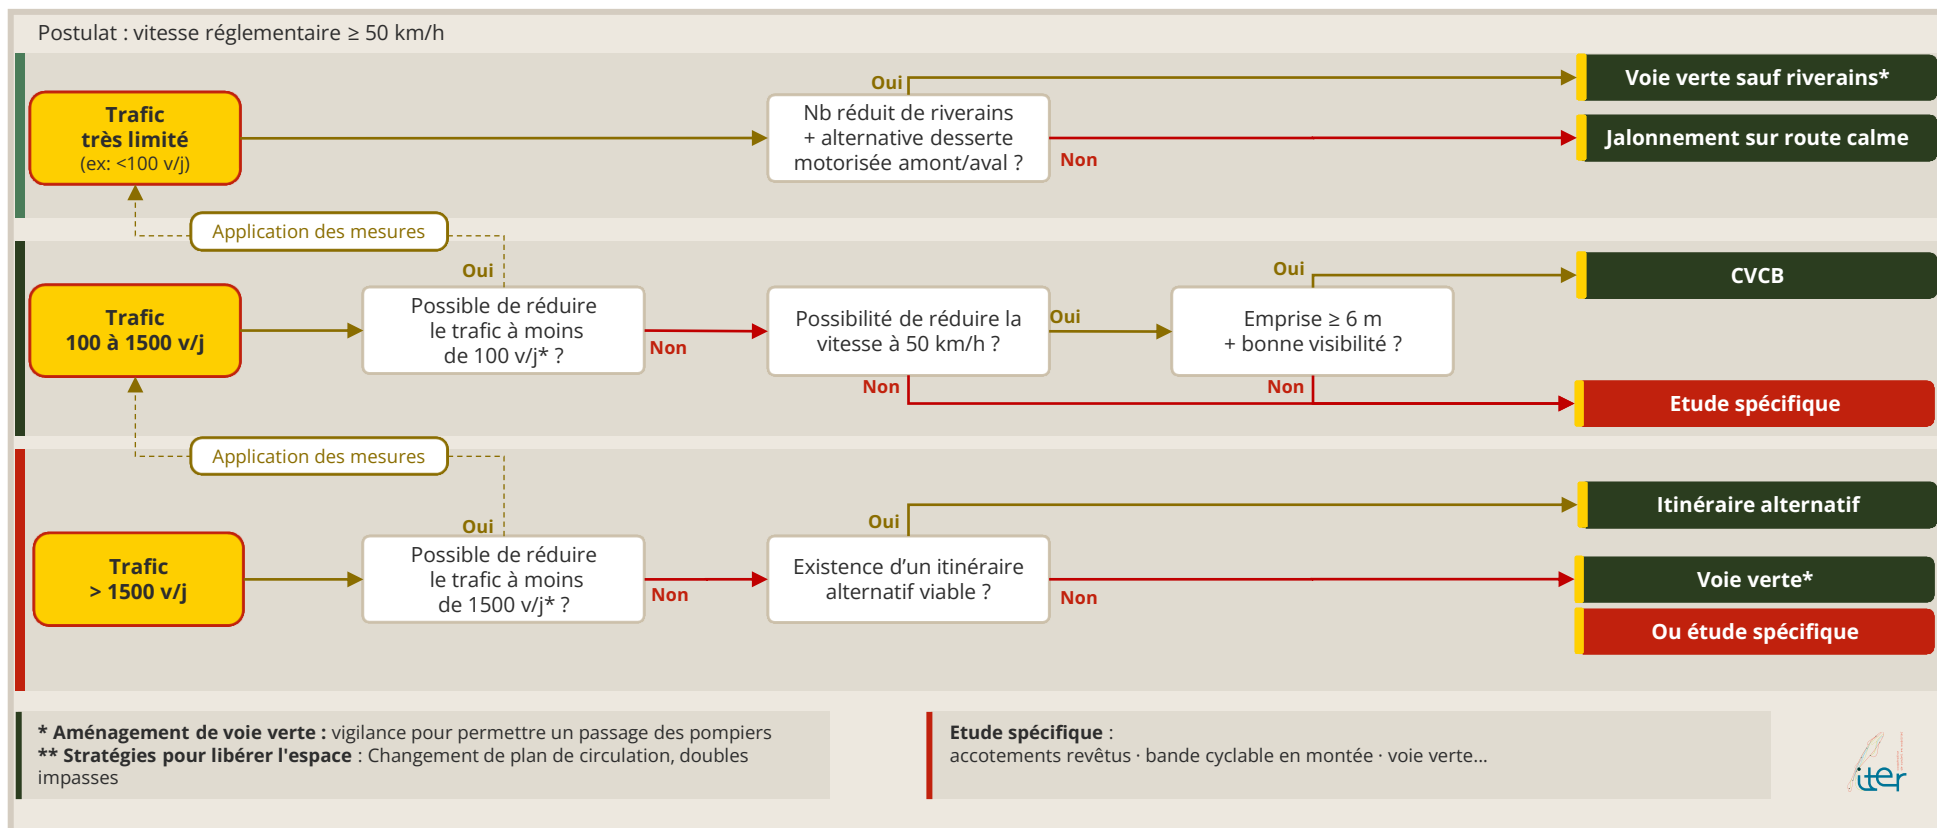 Postulat : vitesse réglementaire ≥ 50 km/h
Trafic
très limité
(ex: <100 v/j)
Nb réduit de riverains
+ alternative desserte
motorisée amont/aval ?
Oui
Non
Voie verte sauf riverains*
Jalonnement sur route calme
Application des mesures
Trafic
100 à 1500 v/j
Oui
Possible de réduire
le trafic à moins
de 100 v/j* ?
Non
Possibilité de réduire la
vitesse à 50 km/h ?
Oui
Non
Emprise ≥ 6 m
+ bonne visibilité ?
Oui
Non
CVCB
Etude spécifique
Application des mesures
Trafic
> 1500 v/j
Oui
Possible de réduire
le trafic à moins
de 1500 v/j* ?
Non
Existence d’un itinéraire
alternatif viable ?
Oui
Non
Itinéraire alternatif
Voie verte*
Ou étude spécifique
* Aménagement de voie verte : vigilance pour permettre un passage des pompiers
** Stratégies pour libérer l'espace : Changement de plan de circulation, doubles
impasses
Etude spécifique :
accotements revêtus · bande cyclable en montée · voie verte...
iter